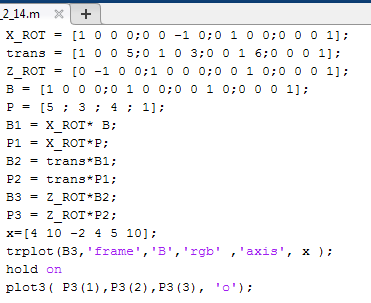 _2_14.m
X_ROT = [1 0 0 0;0 0 -1 0;0 1 0 0;0 0 0 1];
trans = [1 0 0 5;0 1 0 3;0 0 1 6;0 0 0 1];
Z_ROT = [0 -1 0 0;1 0 0 0;0 0 1 0;0 0 0 1];
B = [1 0 0 0;0 1 0 0;0 0 1 0;0 0 0 1];
P = [5 ; 3 ; 4 ; 1];
B1 = X_ROT* B;
P1 = X_ROT*P;
B2 = trans*B1;
P2 = trans*P1;
B3 = Z_ROT*B2;
P3 = Z_ROT*P2;
x=[4 10 -2 4 5 10];
trplot(B3,'frame','B','rgb' ,'axis', x );
hold on
plot3( P3(1),P3(2),P3(3), 'o');